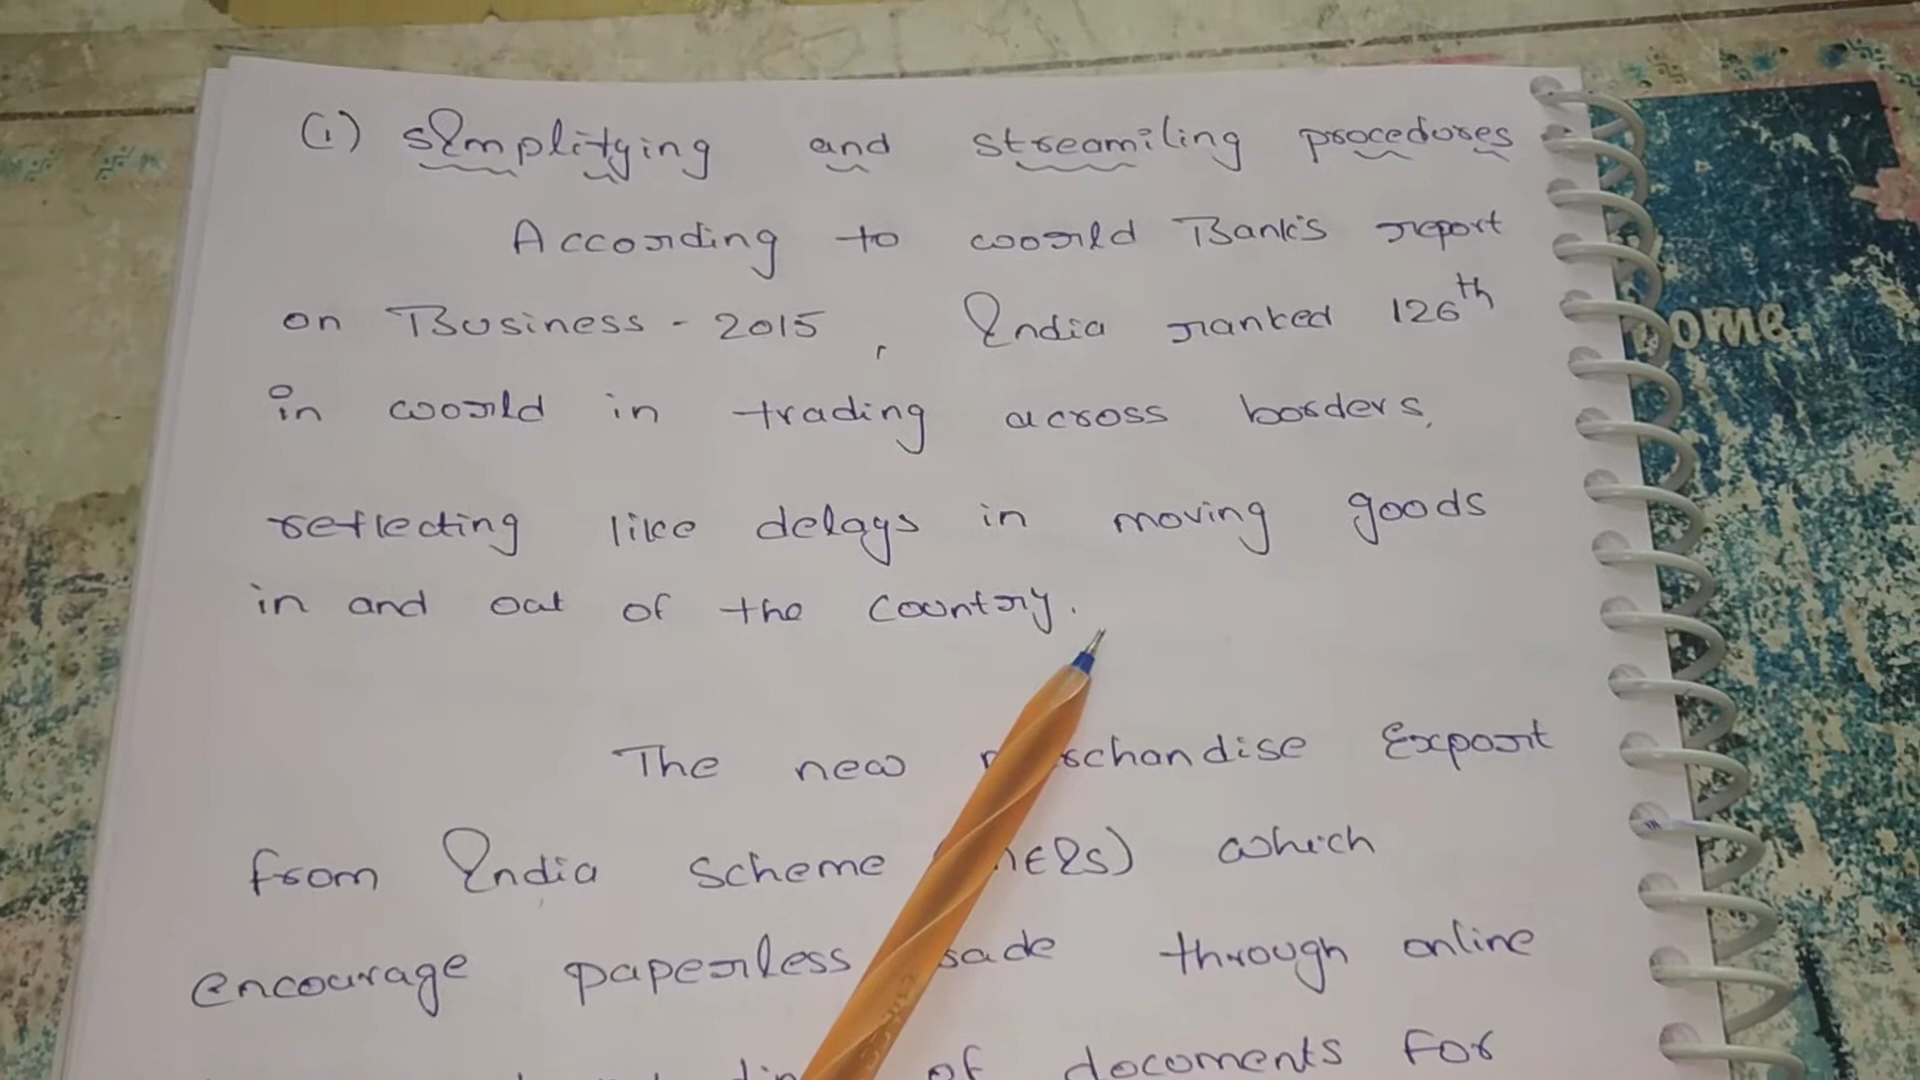 (1) Simplifying and streamiling procedures
According to world Bank's report
on Business - 2015, India ranked 126th
in world in trading across borders,
reflecting like delays in moving goods
in and out of the country.
The new Export
from India Scheme which
encourage paperless through online
of documents for
ome.